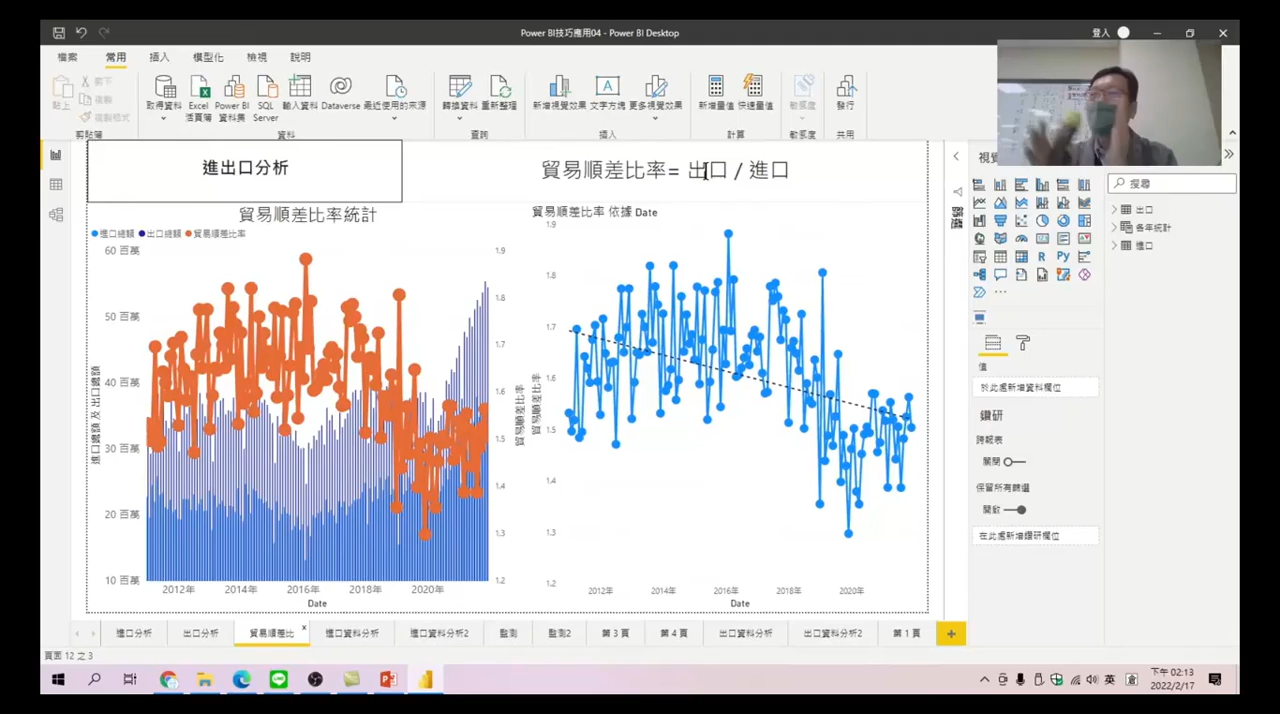 Power BI技巧應用04 - Power BI Desktop
登入
檔案 常用 插入 模型化 檢視 說明
貼上
剪下
複製
複製格式
剪貼簿
取得資料
Excel 活頁簿
Power BI 資料集
SQL Server
輸入資料
Dataverse
最近使用的來源
資料
轉換資料
重新整理
查詢
新增視覺效果
文字方塊
更多視覺效果
插入
新增量值
快速量值
計算
敏感度
敏感度
發行
共用
進出口分析
貿易順差比率= 出口 / 進口
貿易順差比率統計
進口總額 出口總額 貿易順差比率
60 百萬
50 百萬
40 百萬
30 百萬
20 百萬
10 百萬
進口總額 及 出口總額
1.9
1.8
1.7
1.6
1.5
1.4
1.3
1.2
貿易順差比率
2012年 2014年 2016年 2018年 2020年
Date
貿易順差比率 依據 Date
1.9
1.8
1.7
1.6
1.5
1.4
1.3
1.2
貿易順差比率
2012年 2014年 2016年 2018年 2020年
Date
篩選
視
R
Py
值
於此處新增資料欄位
鑽研
跨報表
關閉
保留所有篩選
開啟
在此處新增鑽研欄位
搜尋
出口
各年統計
進口
進口分析 出口分析 貿易順差比 進口資料分析 進口資料分析2 監測 監測2 第 3 頁 第 4 頁 出口資料分析 出口資料分析2 第 1 頁
頁面 12 之 3
英
下午 02:13
2022/2/17